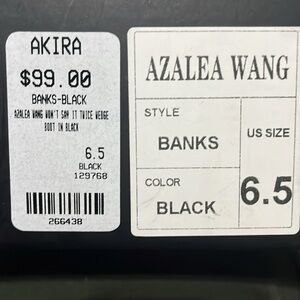 AKIRA
$99.00
BANKS-BLACK
AZALEA WANG WON'T SAY IT TWICE WEDGE
BOOT IN BLACK
6.5
BLACK
129768
266438
AZALEA WANG
STYLE
BANKS
COLOR
BLACK
US SIZE
6.5